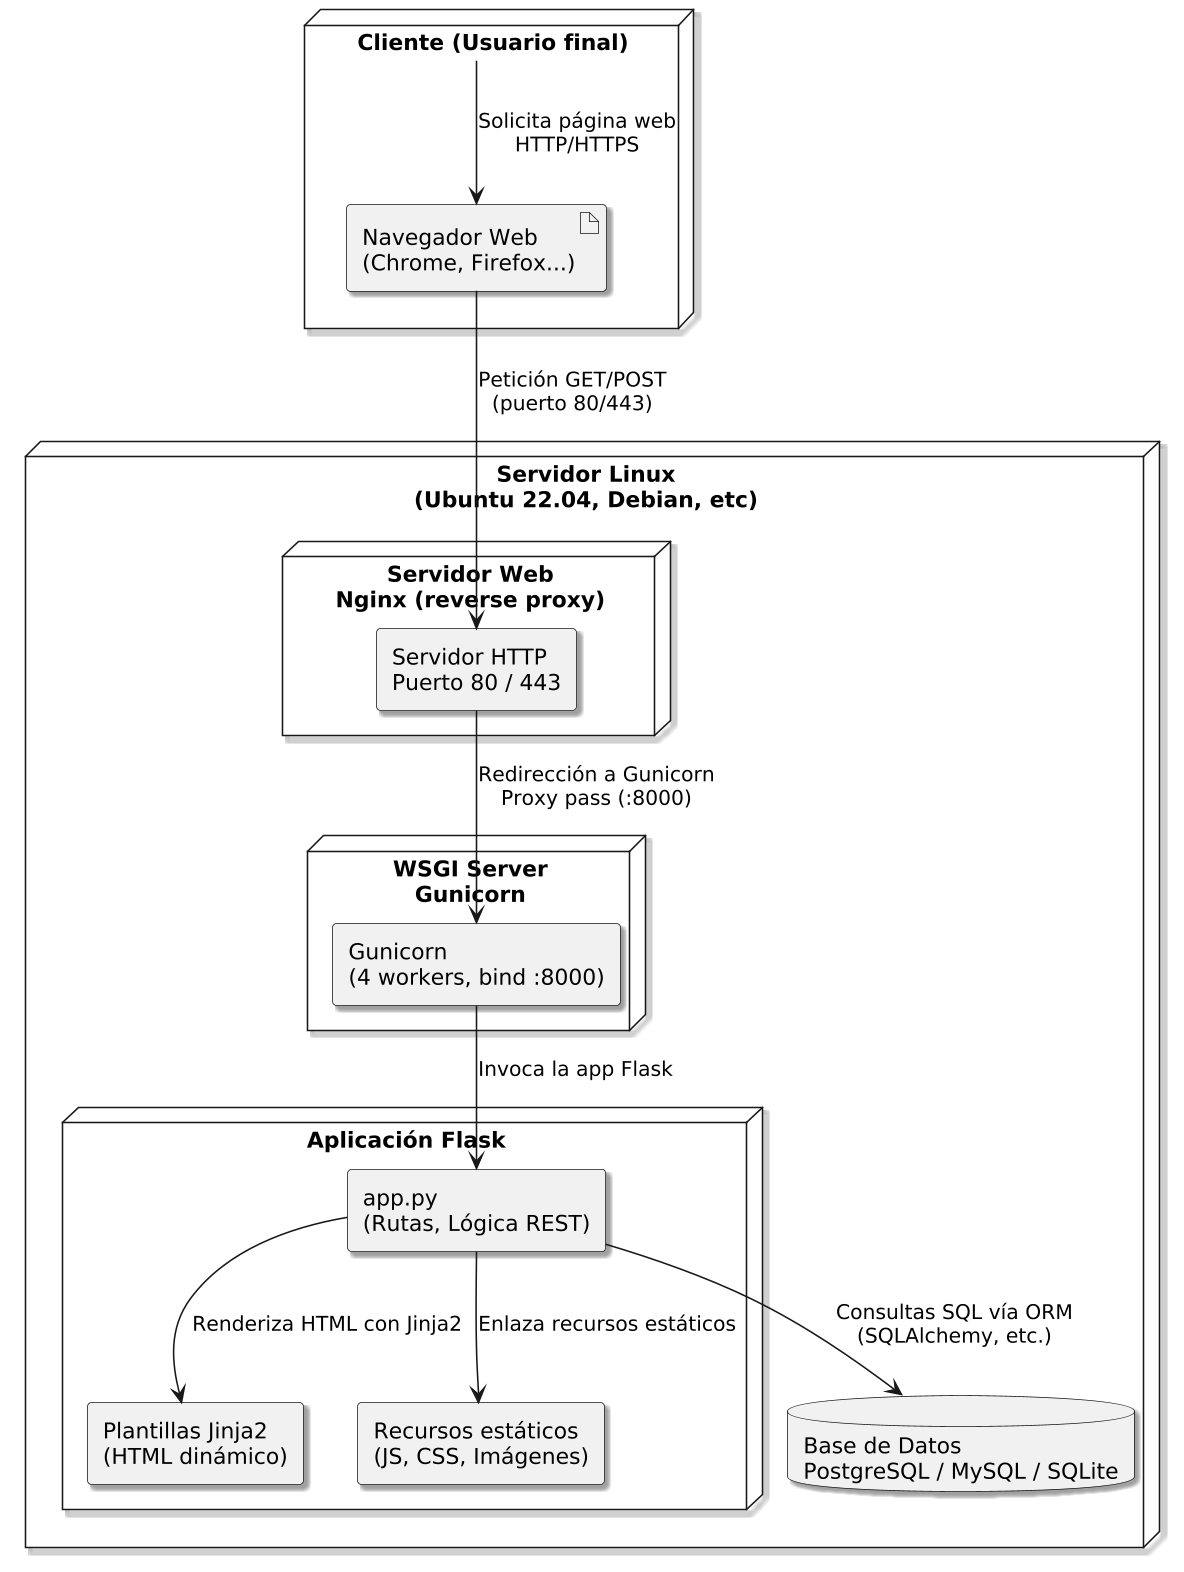 Cliente (Usuario final)
Solicita página web
HTTP/HTTPS
Navegador Web
(Chrome, Firefox...)
Petición GET/POST
(puerto 80/443)
Servidor Linux
(Ubuntu 22.04, Debian, etc)
Servidor Web
Nginx (reverse proxy)
Servidor HTTP
Puerto 80 / 443
Redirección a Gunicorn
Proxy pass (:8000)
WSGI Server
Gunicorn
Gunicorn
(4 workers, bind :8000)
Invoca la app Flask
Aplicación Flask
app.py
(Rutas, Lógica REST)
Renderiza HTML con Jinja2
Enlaza recursos estáticos
Consultas SQL vía ORM
(SQLAlchemy, etc.)
Plantillas Jinja2
(HTML dinámico)
Recursos estáticos
(JS, CSS, Imágenes)
Base de Datos
PostgreSQL / MySQL / SQLite